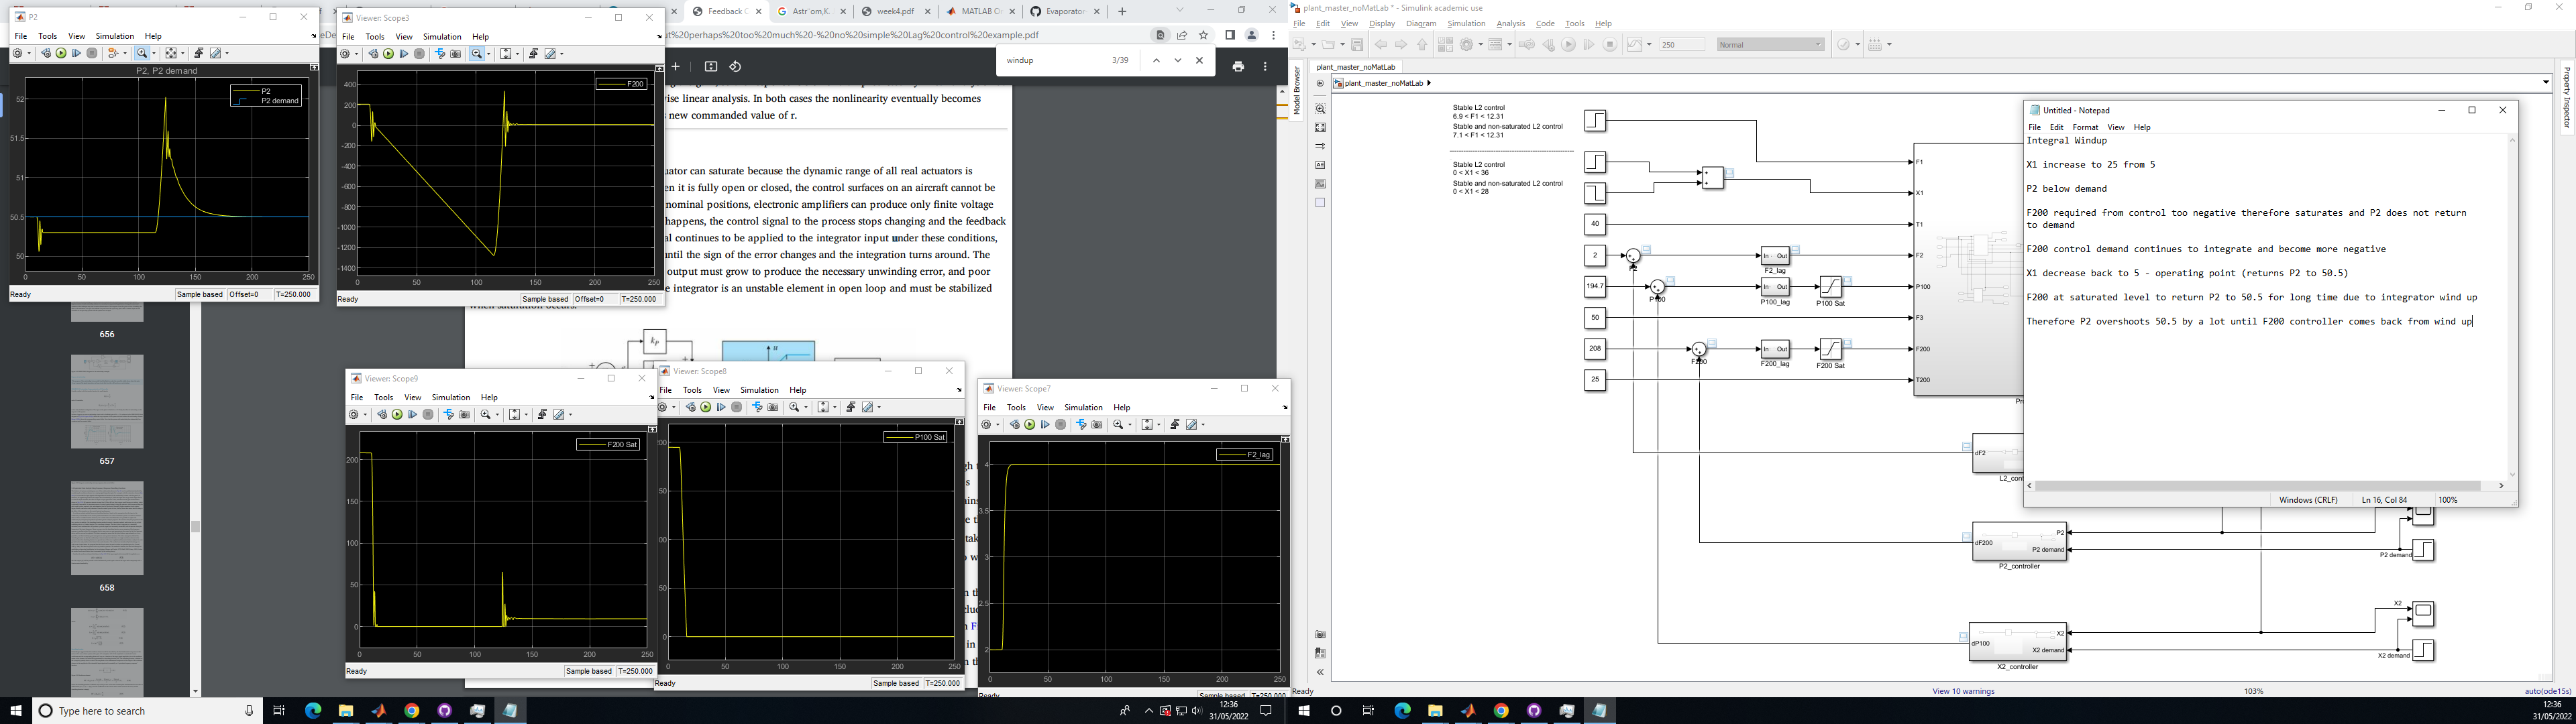 P2
File Tools View Simulation Help
P2, P2 demand
P2
P2 demand
52
51.5
51
50.5
50
0 50 100 150 200 250
Ready Sample based Offset=0 T=250.000
Viewer: Scope3
File Tools View Simulation Help
F200
400
200
0
-200
-400
-600
-800
-1000
-1200
-1400
0 50 100 150 200 250
Ready Sample based Offset=0 T=250.000
Feedback C
week4.pdf
MATLAB O
Evaporator
ut%20perhaps%20too%20much%20-%20no%20simple%20Lag%20control%20example.pdf
windup 3/39
wise linear analysis. In both cases the nonlinearity eventually becomes
new commanded value of r.
uator can saturate because the dynamic range of all real actuators is
en it is fully open or closed, the control surfaces on an aircraft cannot be
nominal positions, electronic amplifiers can produce only finite voltage
happens, the control signal to the process stops changing and the feedback
al continues to be applied to the integrator input under these conditions,
until the sign of the error changes and the integration turns around. The
output must grow to produce the necessary unwinding error, and poor
e integrator is an unstable element in open loop and must be stabilized
when saturation occurs.
656
657
658
Viewer: Scope9
File Tools View Simulation Help
F200 Sat
200
150
100
50
0
0 50 100 150 200 250
Ready Sample based T=250.000
Viewer: Scope8
File Tools View Simulation Help
P100 Sat
0 50 100 150 200 250
Ready Sample based T=250.000
Viewer: Scope7
File Tools View Simulation Help
F2_lag
4
3.5
3
2.5
2
0 50 100 150 200 250
Ready Sample based T=250.000
Type here to search
12:36
31/05/2022
plant_master_noMatLab * - Simulink academic use
File Edit View Display Diagram Simulation Analysis Code Tools Help
250 Normal
plant_master_noMatLab
plant_master_noMatLab
Model Browser
Property Inspector
Stable L2 control
6.9 < F1 < 12.31
Stable and non-saturated L2 control
7.1 < F1 < 12.31
Stable L2 control
0 < X1 < 36
Stable and non-saturated L2 control
0 < X1 < 28
40
2
194.7
50
208
25
In Out
F2_lag
In Out
P100_lag
P100 Sat
In Out
F200_lag
F200 Sat
F1
X1
T1
F2
P100
F3
F200
T200
dF2
dF200
P2
P2 demand
P2_controller
P2 demand
dP100
X2
X2 demand
X2_controller
X2
X2 demand
Untitled - Notepad
File Edit Format View Help
Integral Windup
X1 increase to 25 from 5
P2 below demand
F200 required from control too negative therefore saturates and P2 does not return
to demand
F200 control demand continues to integrate and become more negative
X1 decrease back to 5 - operating point (returns P2 to 50.5)
F200 at saturated level to return P2 to 50.5 for long time due to integrator wind up
Therefore P2 overshoots 50.5 by a lot until F200 controller comes back from wind up
Windows (CRLF) Ln 16, Col 84 100%
Ready View 10 warnings 103% auto(ode15s)
12:36
31/05/2022